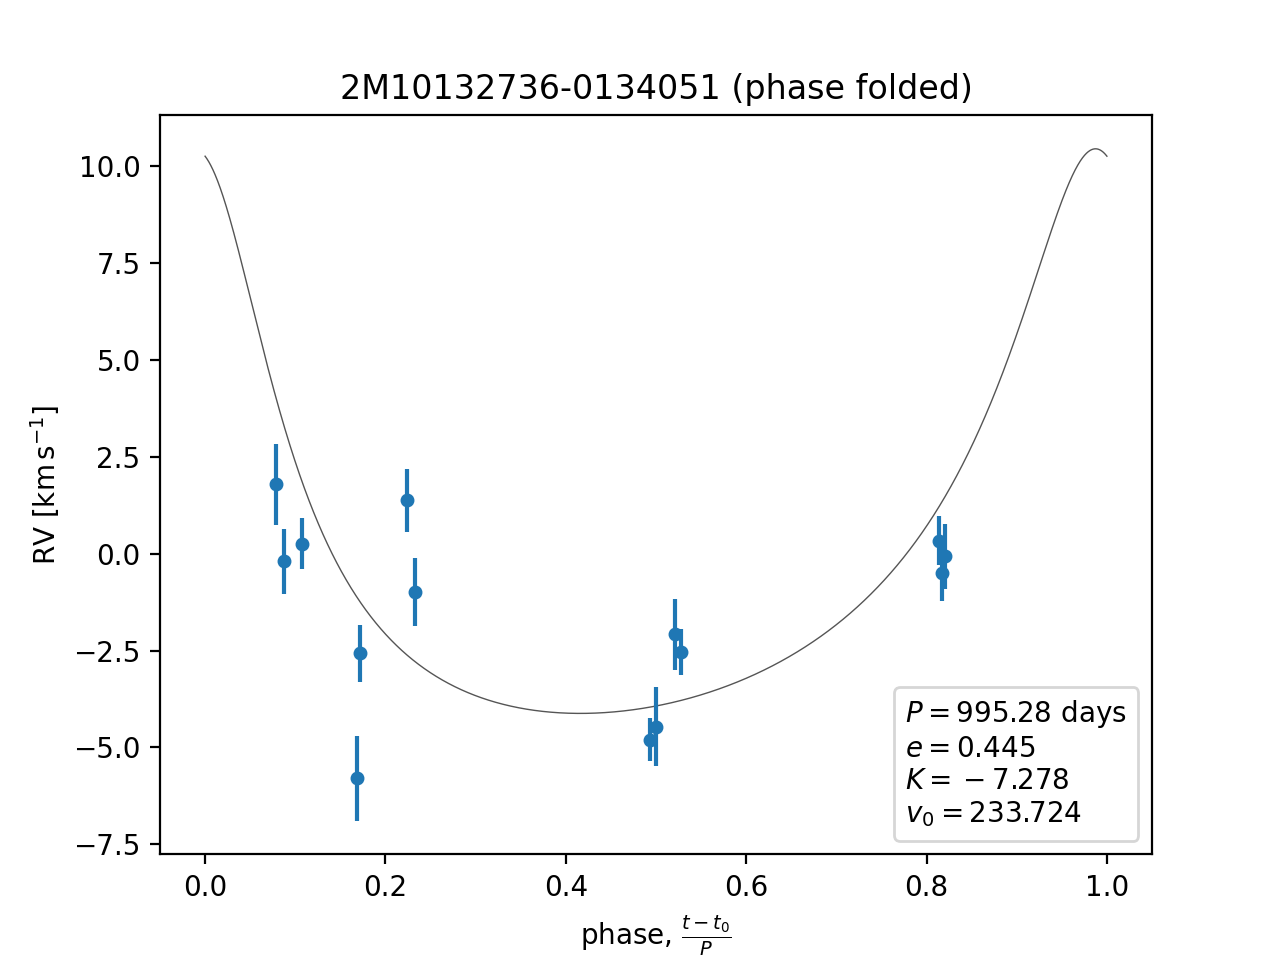 2M10132736-0134051 (phase folded)
10.0
7.5
5.0
2.5
0.0
−2.5
−5.0
−7.5
RV [km s⁻¹]
P = 995.28 days
e = 0.445
K = −7.278
v₀ = 233.724
0.0 0.2 0.4 0.6 0.8 1.0
phase, (t − t₀)/P